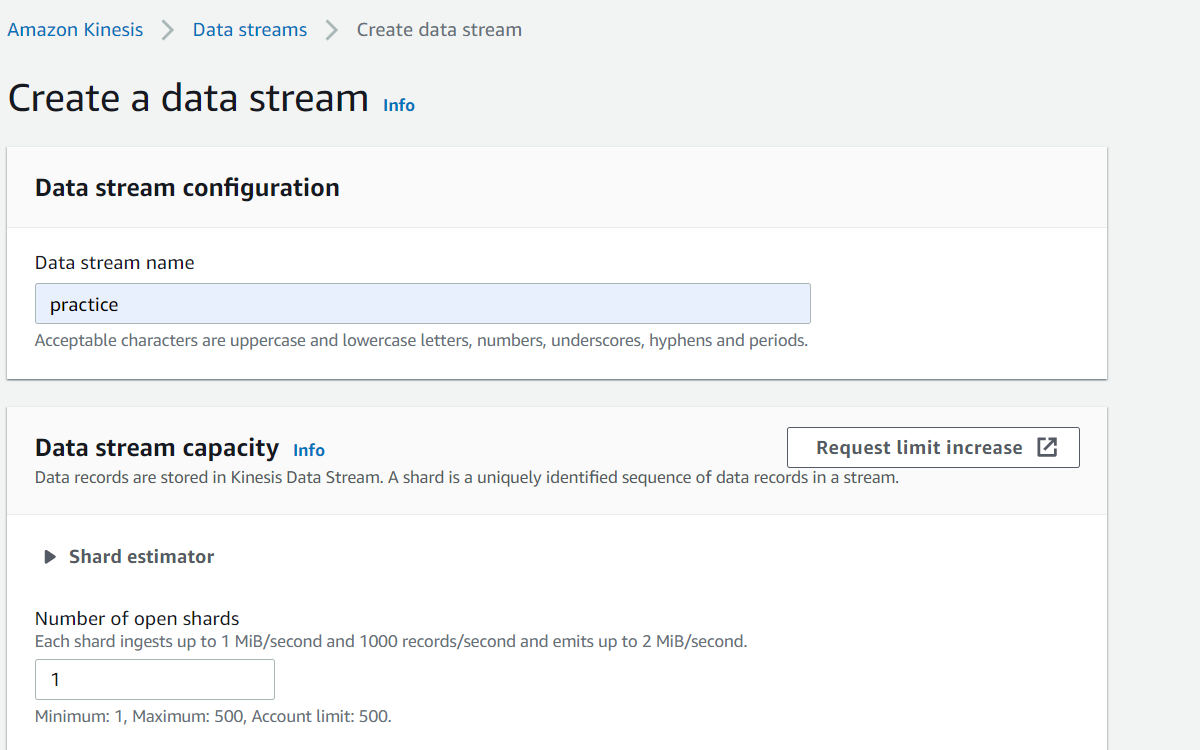 Amazon Kinesis > Data streams > Create data stream
Create a data stream Info
Data stream configuration
Data stream name
practice
Acceptable characters are uppercase and lowercase letters, numbers, underscores, hyphens and periods.
Data stream capacity Info
Request limit increase
Data records are stored in Kinesis Data Stream. A shard is a uniquely identified sequence of data records in a stream.
Shard estimator
Number of open shards
Each shard ingests up to 1 MiB/second and 1000 records/second and emits up to 2 MiB/second.
1
Minimum: 1, Maximum: 500, Account limit: 500.